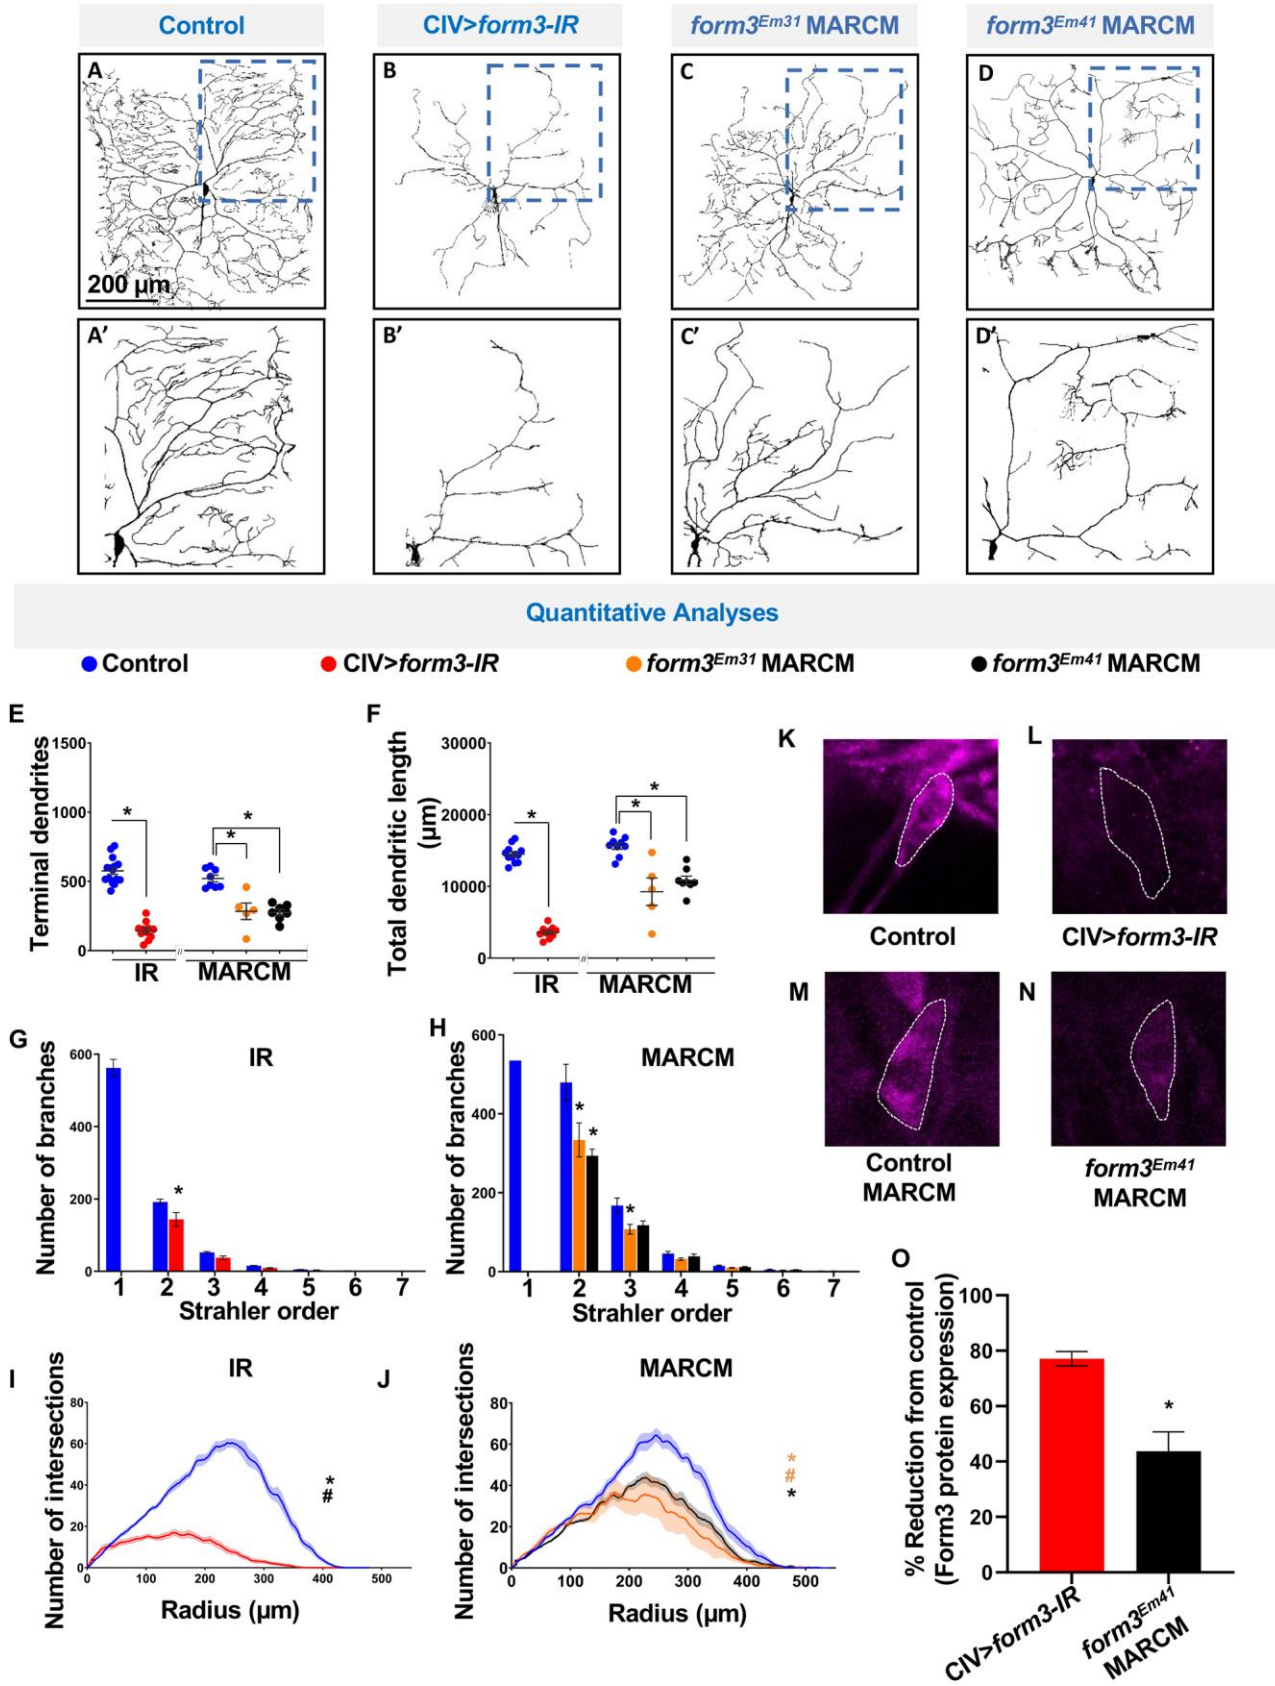 Control
CIV>form3-IR
form3Em31 MARCM
form3Em41 MARCM
A
B
C
D
200 µm
A′
B′
C′
D′
Quantitative Analyses
Control
CIV>form3-IR
form3Em31 MARCM
form3Em41 MARCM
E
Terminal dendrites
1500
1000
500
0
*
*
*
//
IR
MARCM
F
Total dendritic length
(µm)
30000
20000
10000
0
*
*
*
//
IR
MARCM
K
Control
L
CIV>form3-IR
M
Control
MARCM
N
form3Em41
MARCM
G
IR
Number of branches
600
400
200
0
*
1 2 3 4 5 6 7
Strahler order
H
MARCM
Number of branches
600
400
200
0
*
*
*
1 2 3 4 5 6 7
Strahler order
I
IR
Number of intersections
80
60
40
20
0
*
#
0 100 200 300 400 500
Radius (µm)
J
MARCM
Number of intersections
80
60
40
20
0
*
#
*
0 100 200 300 400 500
Radius (µm)
O
% Reduction from control
(Form3 protein expression)
100
80
60
40
20
0
*
CIV>form3-IR
form3Em41
MARCM